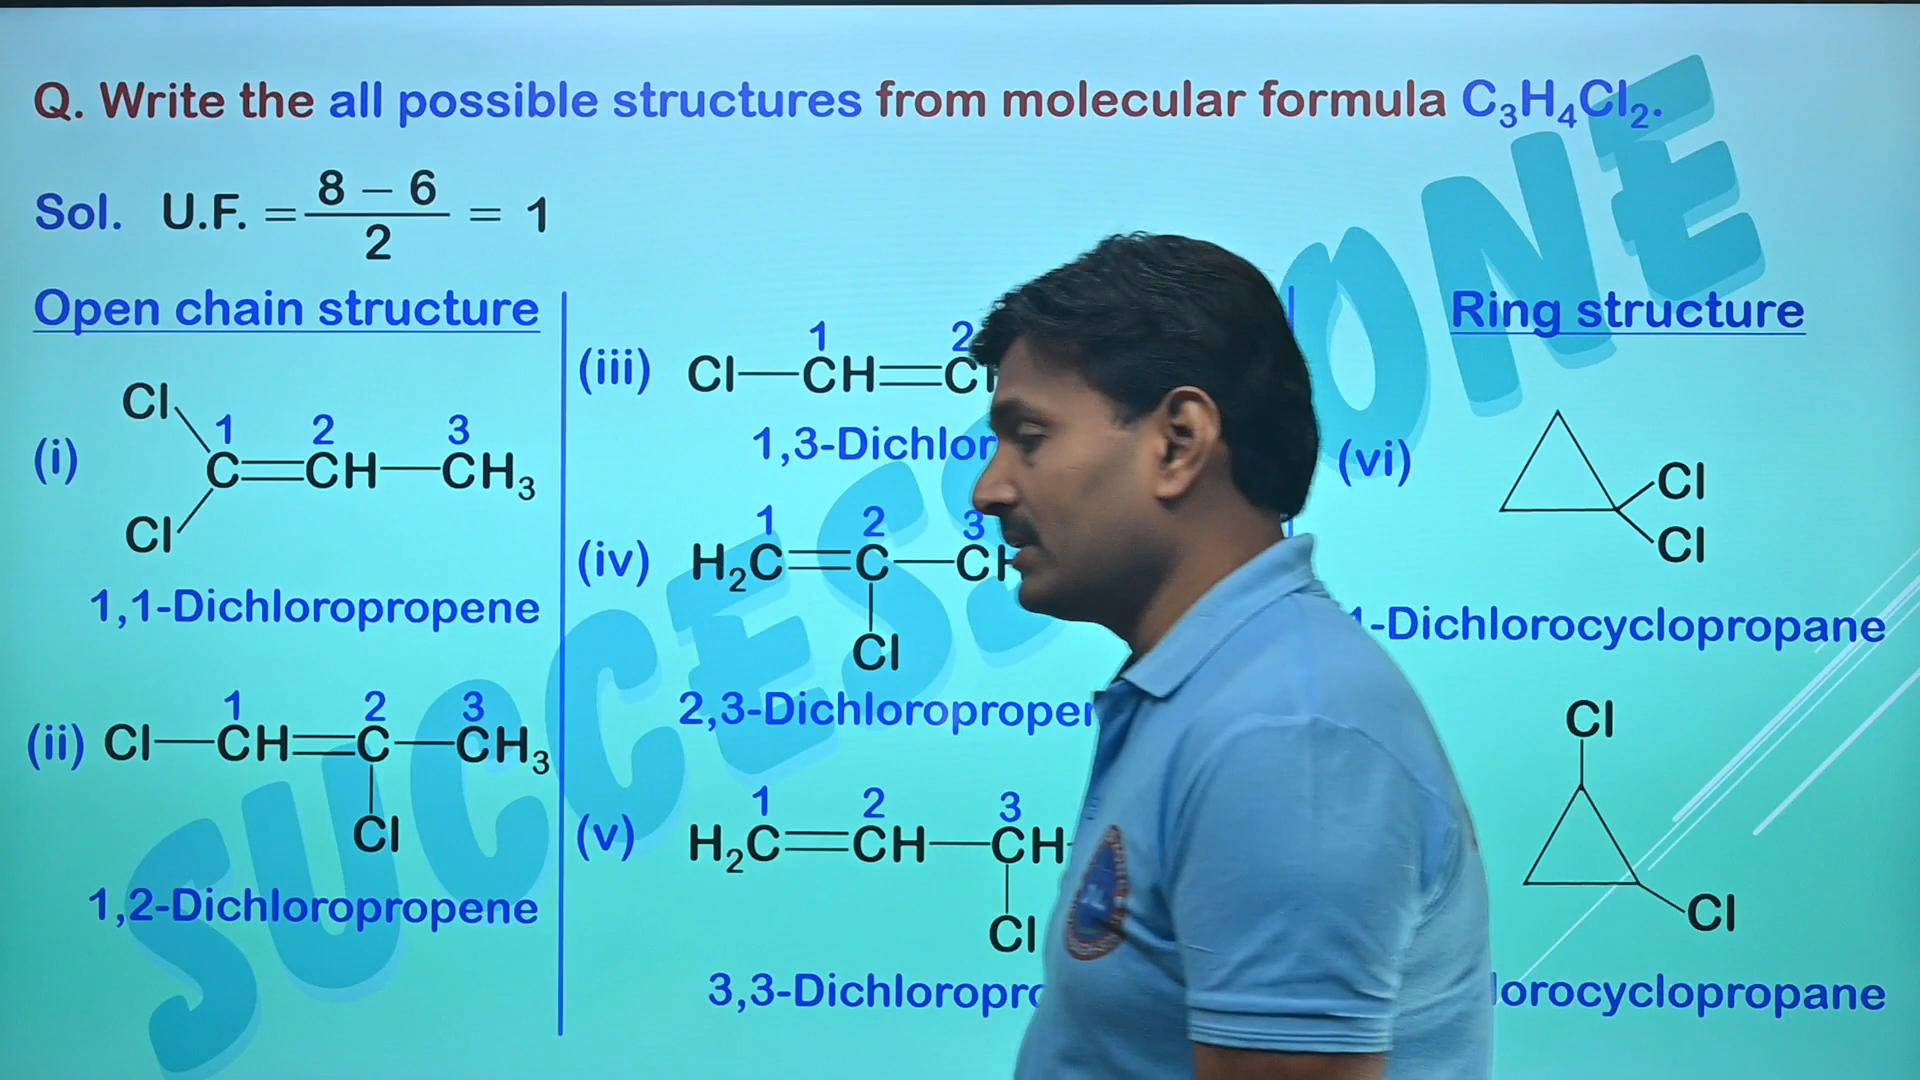 Q. Write the all possible structures from molecular formula C₃H₄Cl₂.
Sol. U.F. = 8 – 6 / 2 = 1
Open chain structure
(i) Cl Cl C=CH—CH₃
1 2 3
1,1-Dichloropropene
(ii) Cl—CH=C—CH₃
1 2 3
Cl
1,2-Dichloropropene
(iii) Cl—CH=C
1 2
1,3-
(iv) H₂C=C—
1 2 3
Cl
(v) H₂C=CH—CH
1 2 3
Cl
Ring structure
(vi) Cl
Cl
-Dichlorocyclopropane
Cl
Cl
SUCCESS ONE